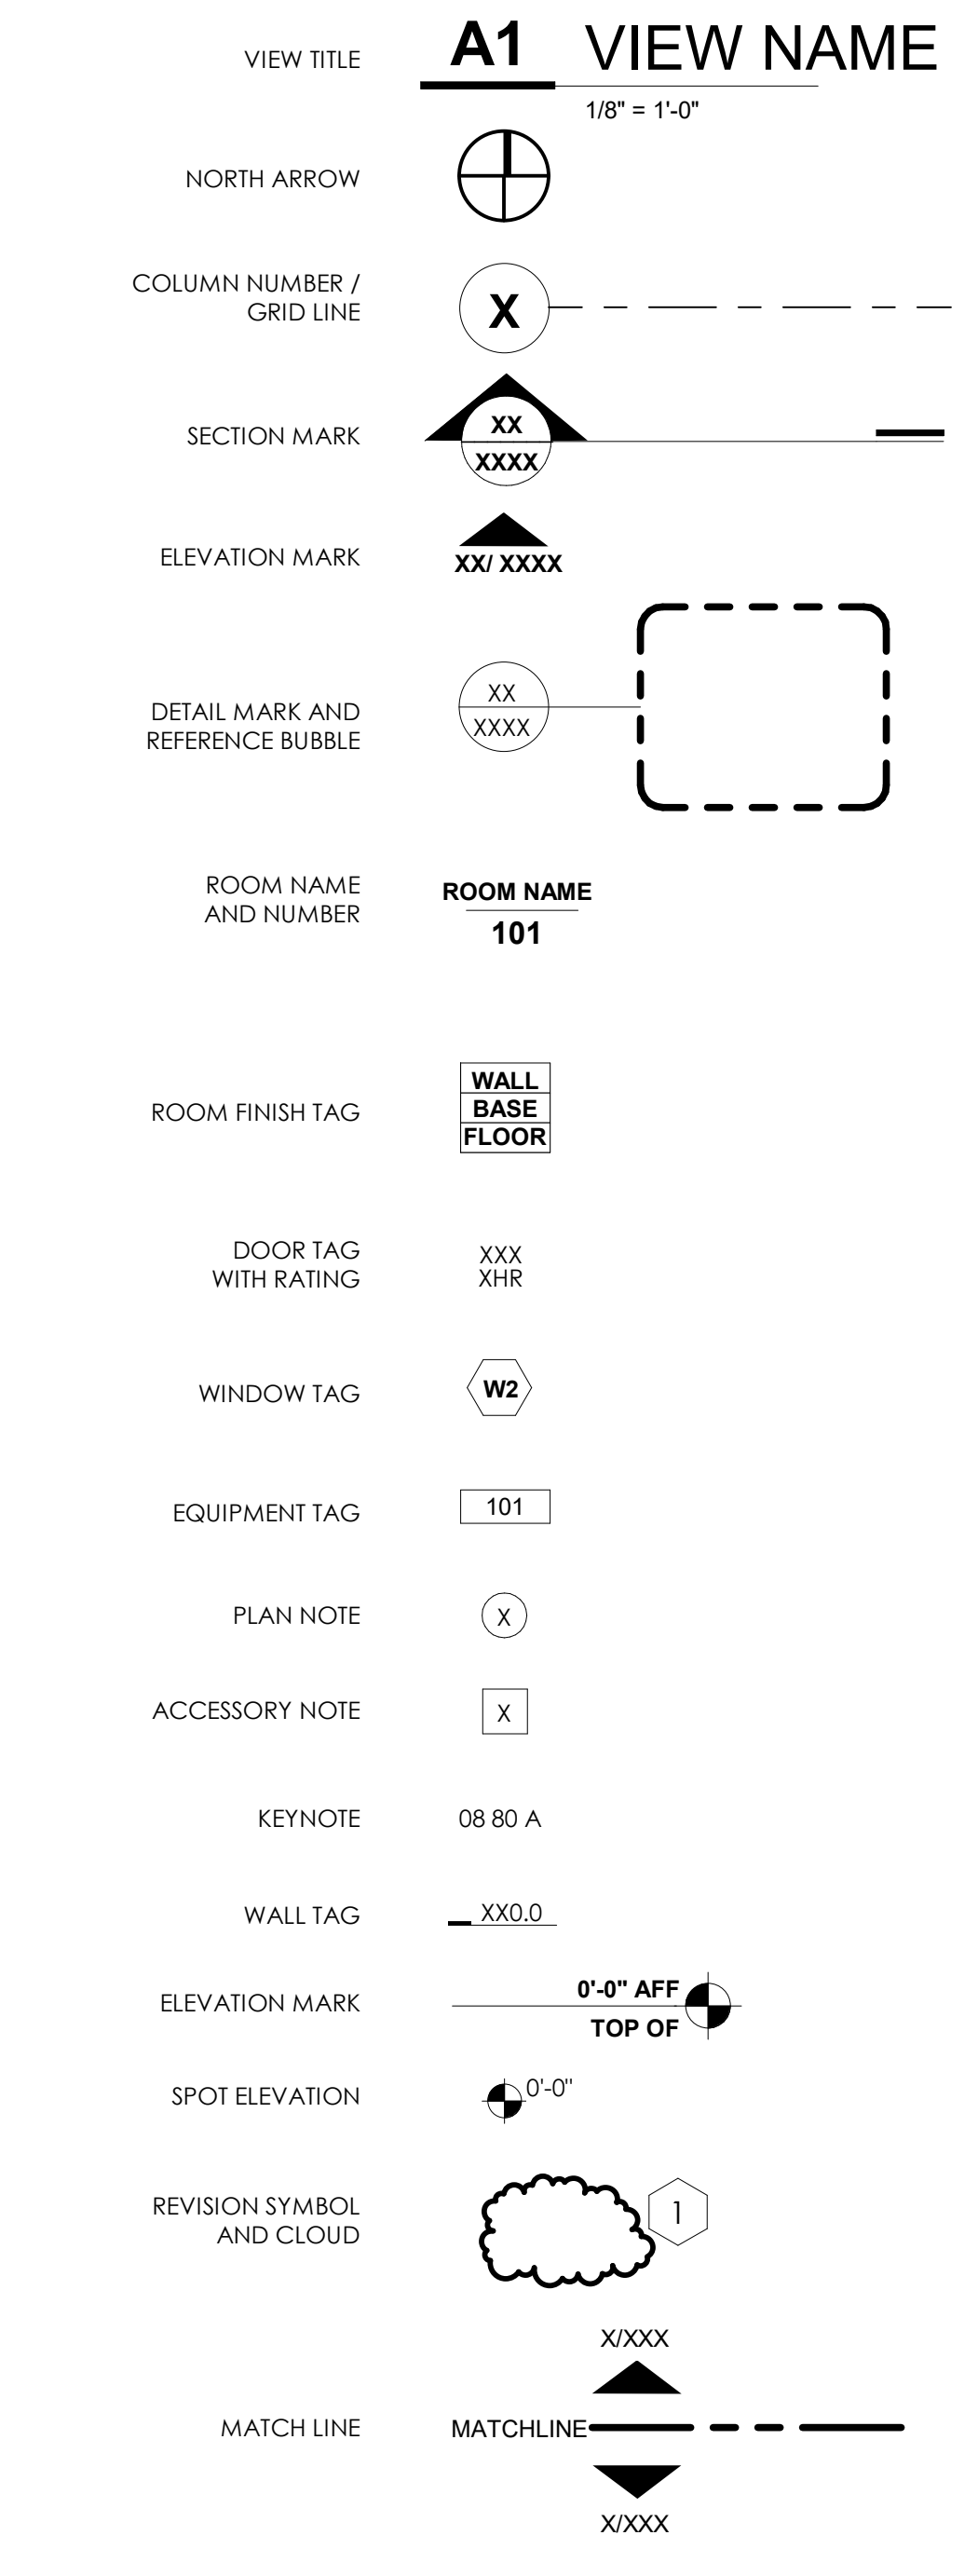 VIEW TITLE
A1 VIEW NAME
1/8" = 1'-0"
NORTH ARROW
COLUMN NUMBER /
GRID LINE
X
SECTION MARK
XX
XXXX
ELEVATION MARK
XX/ XXXX
DETAIL MARK AND
REFERENCE BUBBLE
XX
XXXX
ROOM NAME
AND NUMBER
ROOM NAME
101
ROOM FINISH TAG
WALL
BASE
FLOOR
DOOR TAG
WITH RATING
XXX
XHR
WINDOW TAG
W2
EQUIPMENT TAG
101
PLAN NOTE
X
ACCESSORY NOTE
X
KEYNOTE
08 80 A
WALL TAG
XX0.0
ELEVATION MARK
0'-0" AFF
TOP OF
SPOT ELEVATION
0'-0"
REVISION SYMBOL
AND CLOUD
1
X/XXX
MATCH LINE
MATCHLINE
X/XXX